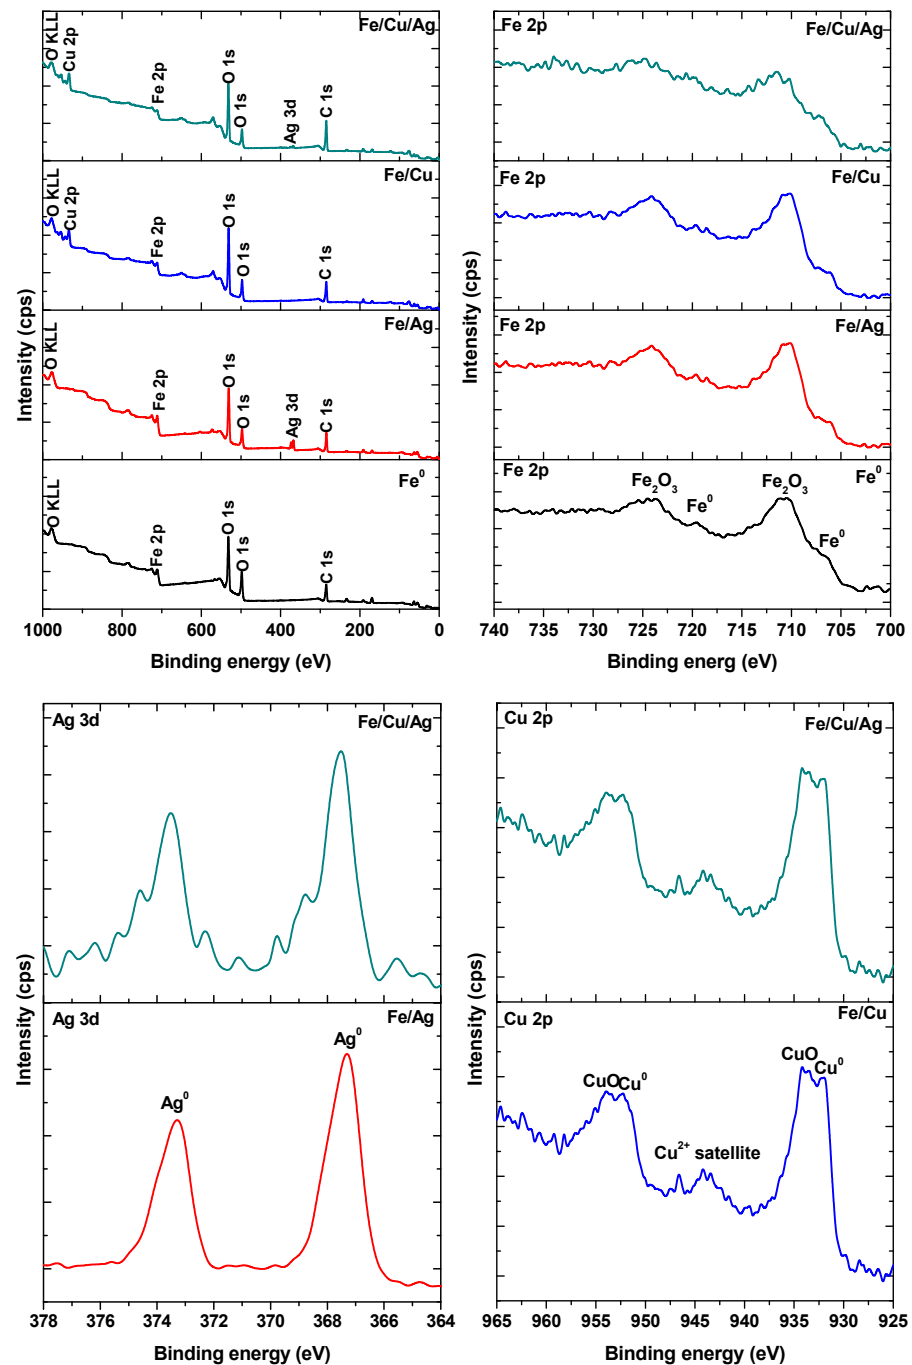 Fe/Cu/Ag
O KLL
Cu 2p
Fe 2p
O 1s
O 1s
Ag 3d
C 1s
Fe/Cu
O KLL
Cu 2p
Fe 2p
O 1s
O 1s
C 1s
Fe/Ag
O KLL
Fe 2p
O 1s
O 1s
Ag 3d
C 1s
Fe⁰
O KLL
Fe 2p
O 1s
O 1s
C 1s
Intensity (cps)
1000 800 600 400 200 0
Binding energy (eV)
Fe 2p Fe/Cu/Ag
Fe 2p Fe/Cu
Fe 2p Fe/Ag
Fe 2p Fe⁰
Fe₂O₃ Fe⁰ Fe₂O₃ Fe⁰
Intensity (cps)
740 735 730 725 720 715 710 705 700
Binding energ (eV)
Ag 3d Fe/Cu/Ag
Ag 3d Fe/Ag
Ag⁰
Ag⁰
Intensity (cps)
378 376 374 372 370 368 366 364
Binding energy (eV)
Cu 2p Fe/Cu/Ag
Cu 2p Fe/Cu
CuO Cu⁰
Cu²⁺ satellite
CuO Cu⁰
Intensity (cps)
965 960 955 950 945 940 935 930 925
Binding energy (eV)